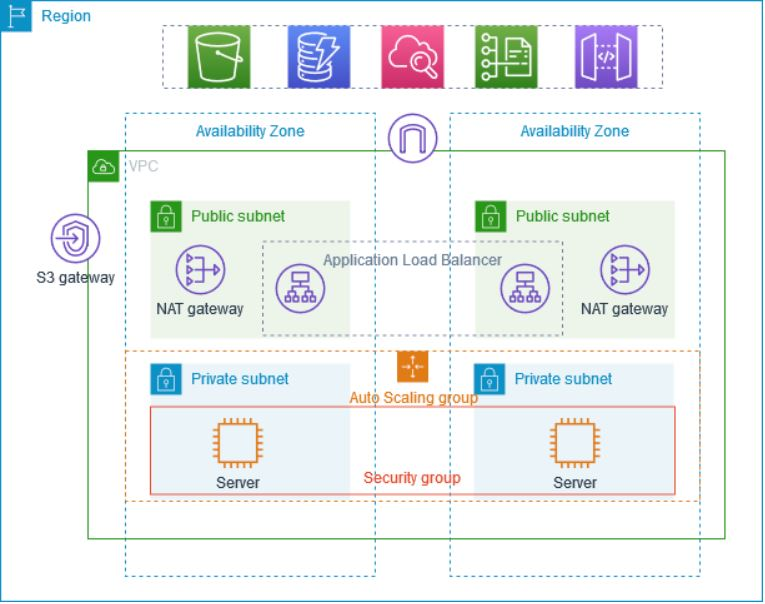 Region
Availability Zone
Availability Zone
VPC
Public subnet
Public subnet
S3 gateway
Application Load Balancer
NAT gateway
NAT gateway
Private subnet
Private subnet
Auto Scaling group
Security group
Server
Server